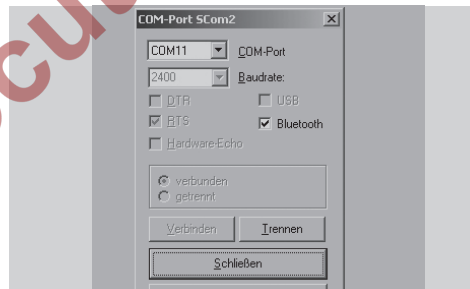 COM-Port SCom2
COM11 COM-Port
2400 Baudrate:
DTR USB
RTS Bluetooth
Hardware-Echo
verbunden
getrennt
Verbinden Trennen
Schließen